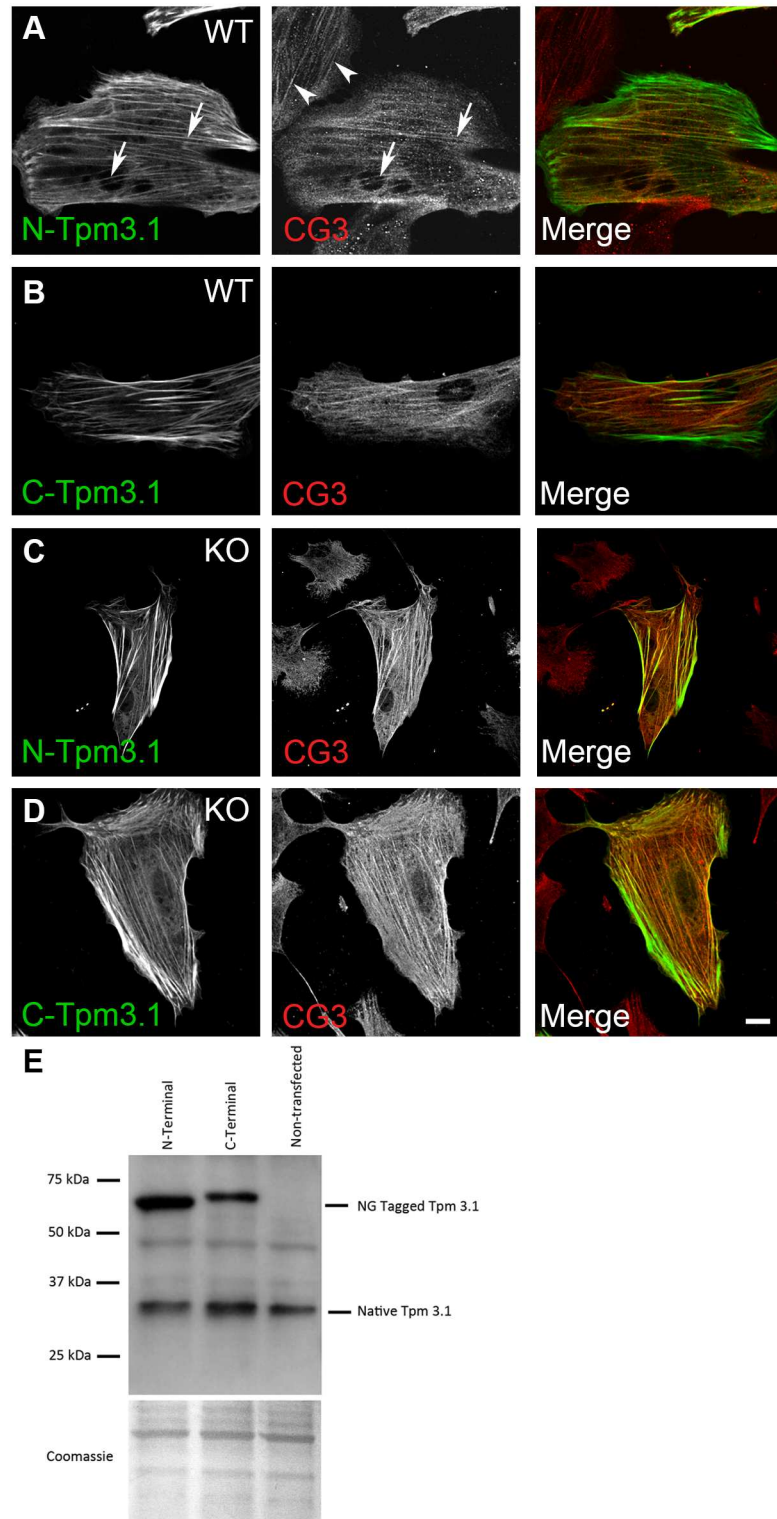 A WT
N-Tpm3.1 CG3 Merge
B WT
C-Tpm3.1 CG3 Merge
C KO
N-Tpm3.1 CG3 Merge
D KO
C-Tpm3.1 CG3 Merge
E
N-Terminal
C-Terminal
Non-transfected
75 kDa
NG Tagged Tpm 3.1
50 kDa
37 kDa
Native Tpm 3.1
25 kDa
Coomassie